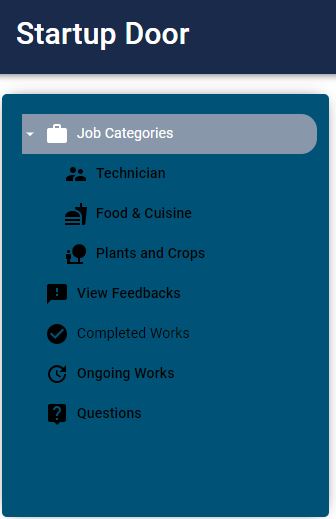 Startup Door
Job Categories
Technician
Food & Cuisine
Plants and Crops
View Feedbacks
Completed Works
Ongoing Works
Questions